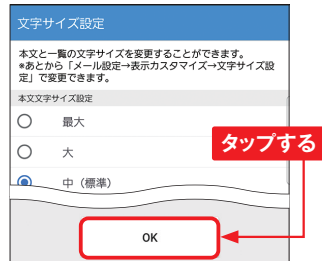 文字サイズ設定
本文と一覧の文字サイズを変更することができます。
※あとから「メール設定→表示カスタマイズ→文字サイズ設
定」で変更できます。
本文文字サイズ設定
最大
大
タップする
中（標準）
OK